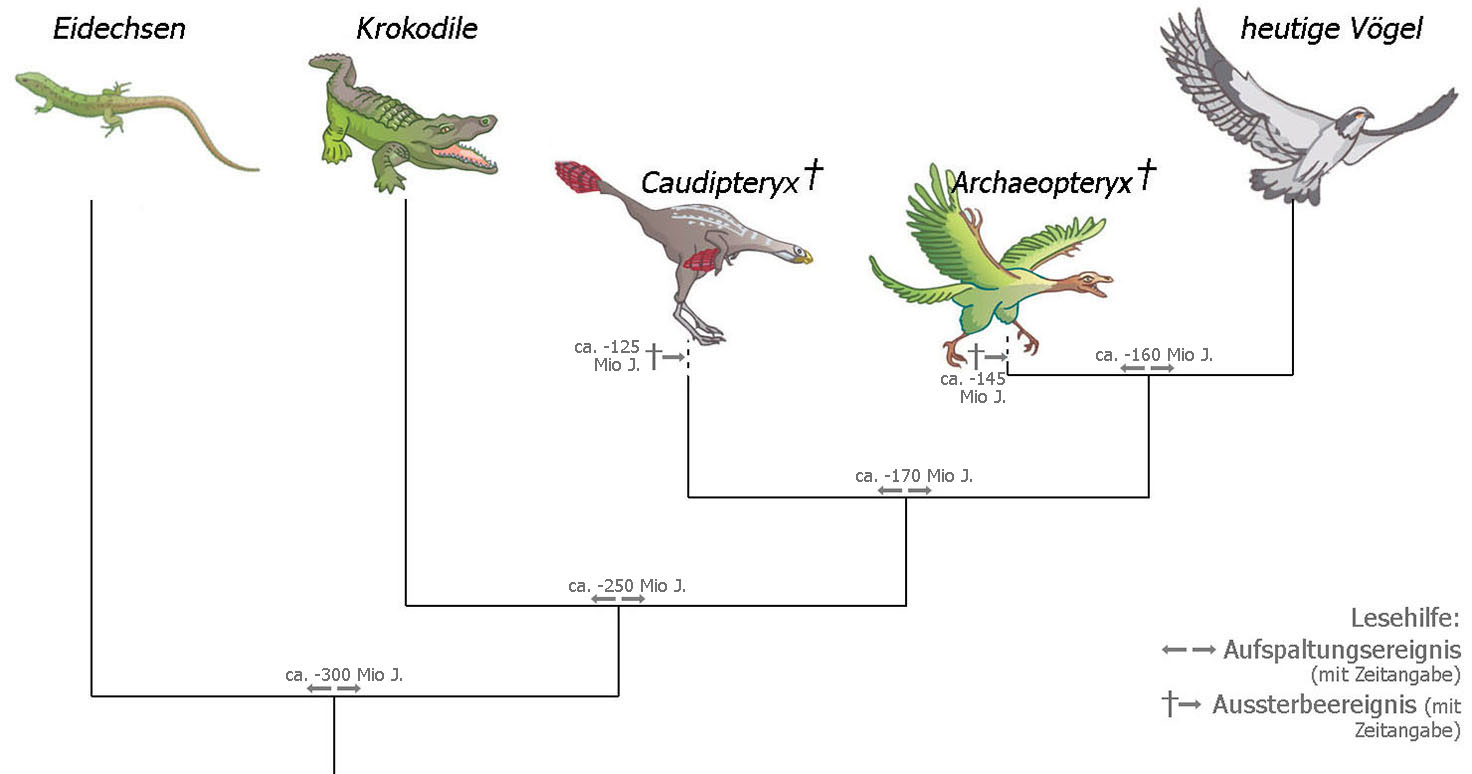 Eidechsen
Krokodile
heutige Vögel
Caudipteryx†
Archaeopteryx†
ca. -125
Mio J.
†
†
ca. -145
Mio J.
ca. -160 Mio J.
ca. -170 Mio J.
ca. -250 Mio J.
ca. -300 Mio J.
Lesehilfe:
Aufspaltungsereignis
(mit Zeitangabe)
† Aussterbeereignis (mit
Zeitangabe)